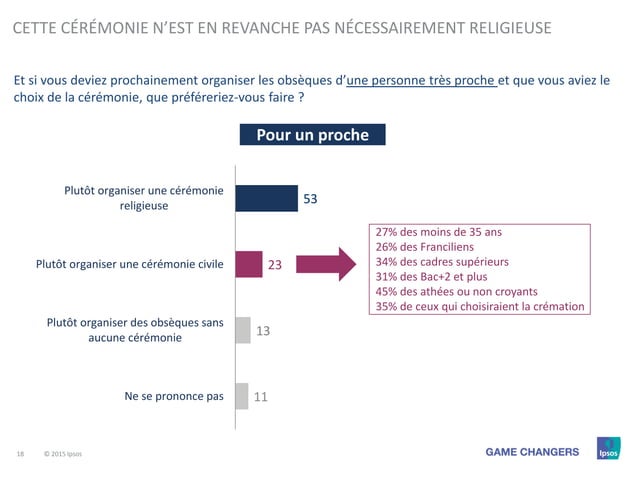 CETTE CÉRÉMONIE N'EST EN REVANCHE PAS NÉCESSAIREMENT RELIGIEUSE
Et si vous deviez prochainement organiser les obsèques d'une personne très proche et que vous aviez le
choix de la cérémonie, que préféreriez-vous faire ?
Pour un proche
Plutôt organiser une cérémonie
religieuse
53
Plutôt organiser une cérémonie civile
23
27% des moins de 35 ans
26% des Franciliens
34% des cadres supérieurs
31% des Bac+2 et plus
45% des athées ou non croyants
35% de ceux qui choisiraient la crémation
Plutôt organiser des obsèques sans
aucune cérémonie
13
Ne se prononce pas
11
18 © 2015 Ipsos
GAME CHANGERS
Ipsos